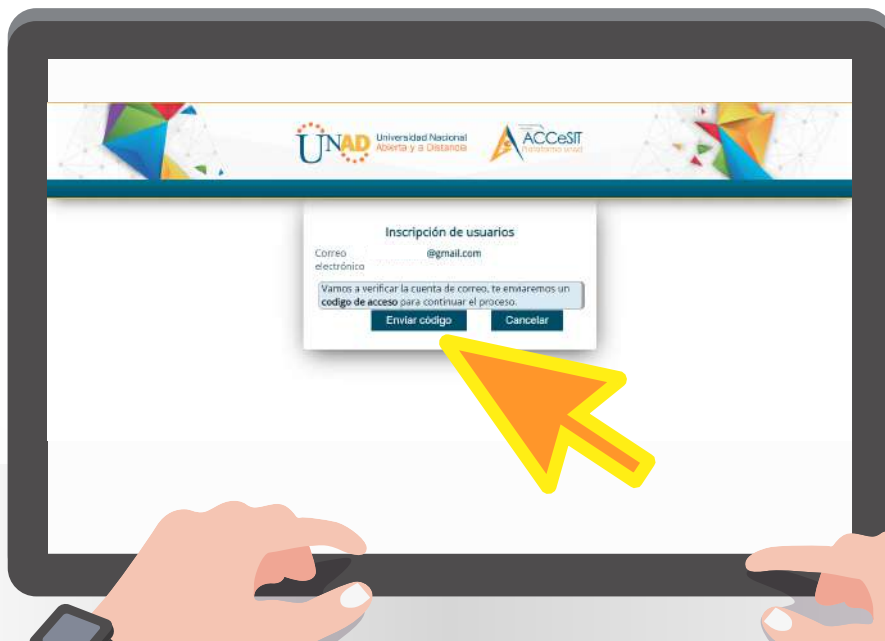 UNAD Universidad Nacional
Abierta y a Distancia
ACCeSIT
Inscripción de usuarios
Correo @gmail.com
electrónico
Vamos a verificar la cuenta de correo, te enviaremos un
codigo de acceso para continuar el proceso.
Enviar código Cancelar